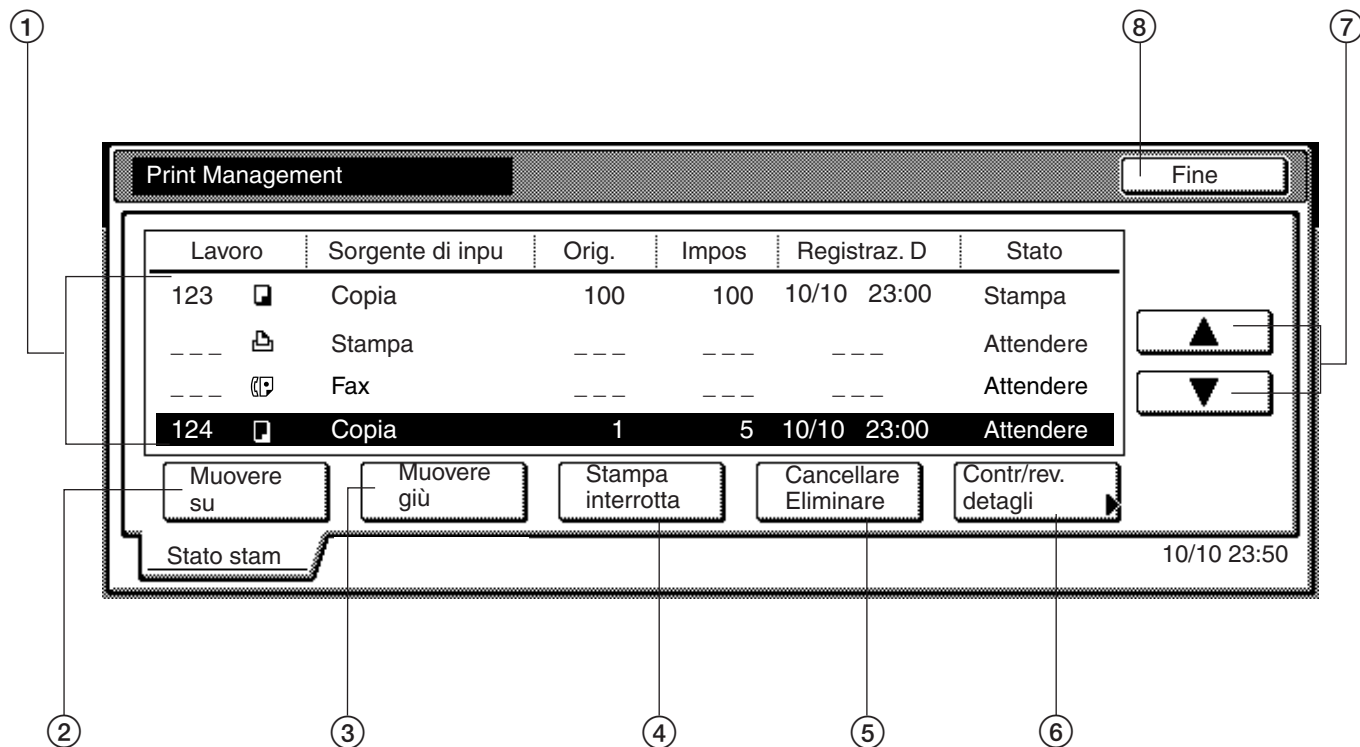 1 8 7
Print Management Fine
Lavoro Sorgente di inpu Orig. Impos Registraz. D Stato
123 Copia 100 100 10/10 23:00 Stampa
_ _ _ Stampa _ _ _ _ _ _ _ _ _ Attendere
_ _ _ Fax _ _ _ _ _ _ _ _ _ Attendere
124 Copia 1 5 10/10 23:00 Attendere
Muovere su
Muovere giù
Stampa interrotta
Cancellare Eliminare
Contr/rev. detagli
Stato stam 10/10 23:50
2 3 4 5 6